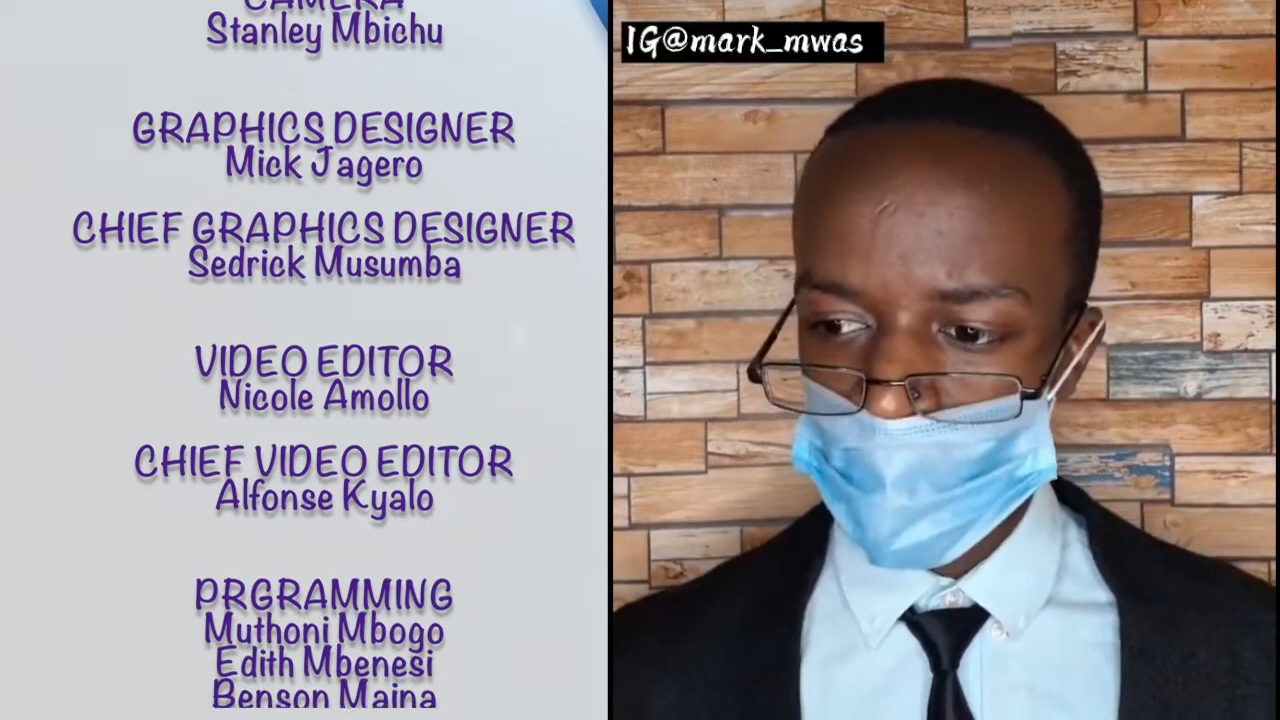 CAMERA
Stanley Mbichu
GRAPHICS DESIGNER
Mick Jagero
CHIEF GRAPHICS DESIGNER
Sedrick Musumba
VIDEO EDITOR
Nicole Amollo
CHIEF VIDEO EDITOR
Alfonse Kyalo
PRGRAMMING
Muthoni Mbogo
Edith Mbenesi
Benson Maina
IG@mark_mwas